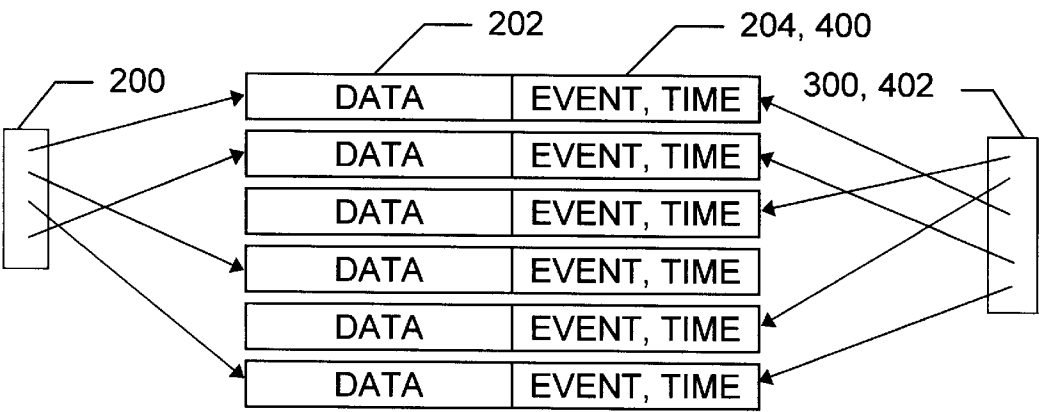 202
204, 400
200
300, 402
DATA EVENT, TIME
DATA EVENT, TIME
DATA EVENT, TIME
DATA EVENT, TIME
DATA EVENT, TIME
DATA EVENT, TIME